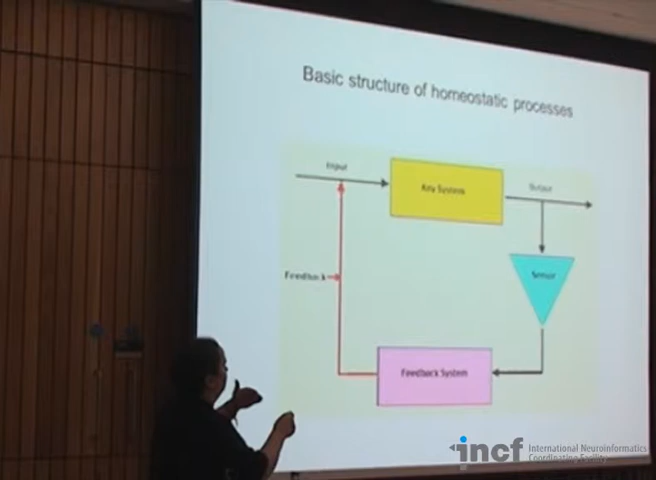 Basic structure of homeostatic processes
Input
Key System
Output
Feedback
Sensor
Feedback System
incf International Neuroinformatics
Coordinating Facility